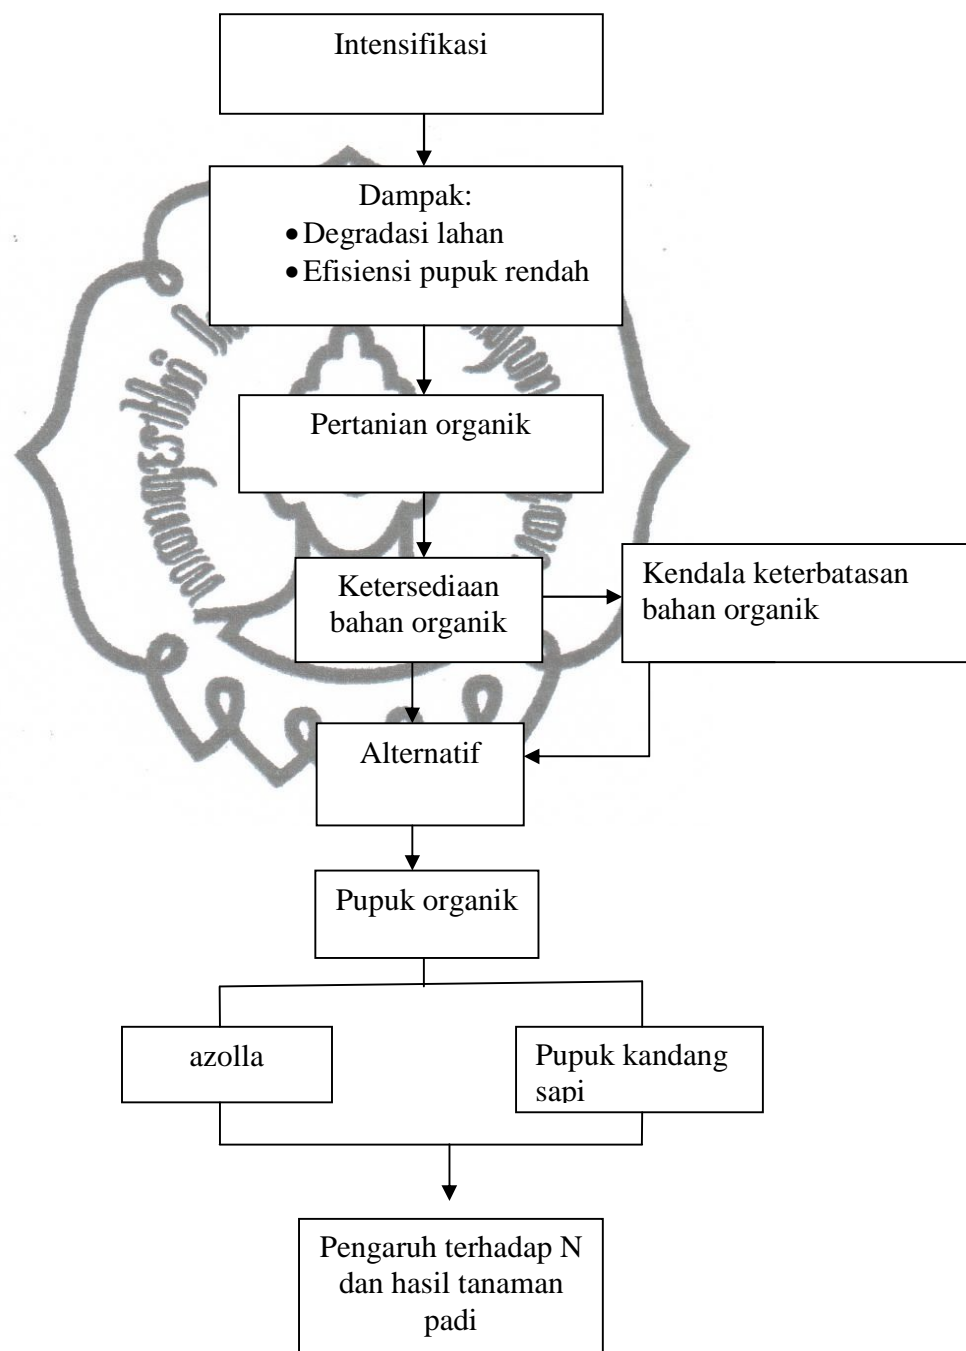 Intensifikasi
Dampak:
• Degradasi lahan
• Efisiensi pupuk rendah
Pertanian organik
Ketersediaan
bahan organik
Kendala keterbatasan
bahan organik
Alternatif
Pupuk organik
azolla
Pupuk kandang
sapi
Pengaruh terhadap N
dan hasil tanaman
padi